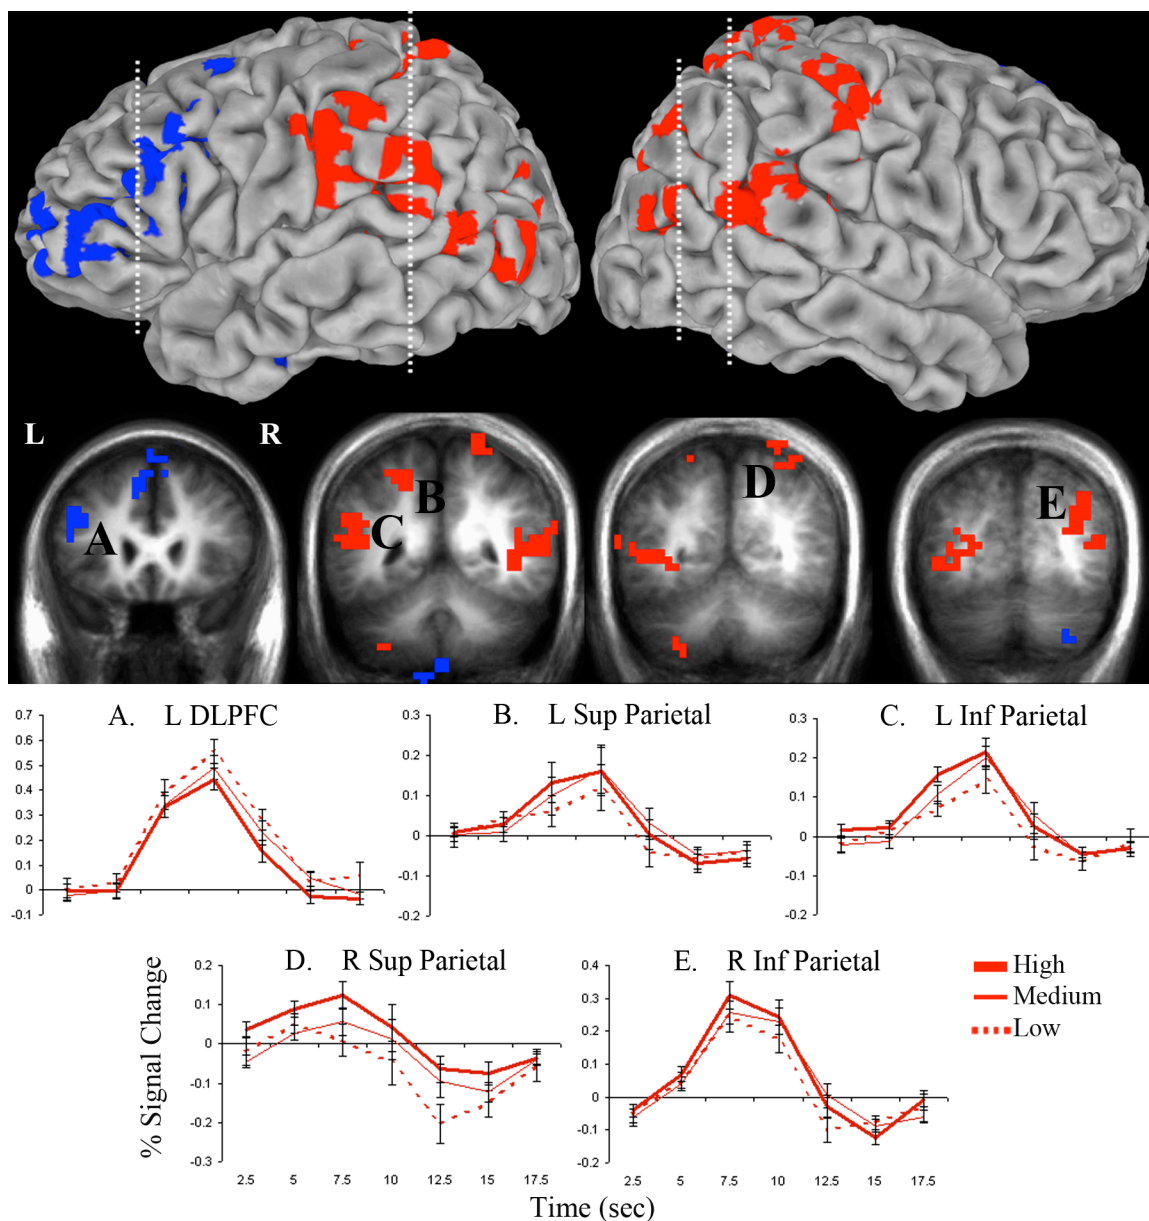 L
R
A
B
C
D
E
A. L DLPFC
B. L Sup Parietal
C. L Inf Parietal
0.7
0.6
0.5
0.4
0.3
0.2
0.1
0
-0.1
0.3
0.2
0.1
0
-0.1
-0.2
0.3
0.2
0.1
0
-0.1
-0.2
D. R Sup Parietal
E. R Inf Parietal
0.2
0.1
0
-0.1
-0.2
-0.3
0.4
0.3
0.2
0.1
0
-0.1
-0.2
High
Medium
Low
% Signal Change
2.5 5 7.5 10 12.5 15 17.5
2.5 5 7.5 10 12.5 15 17.5
Time (sec)